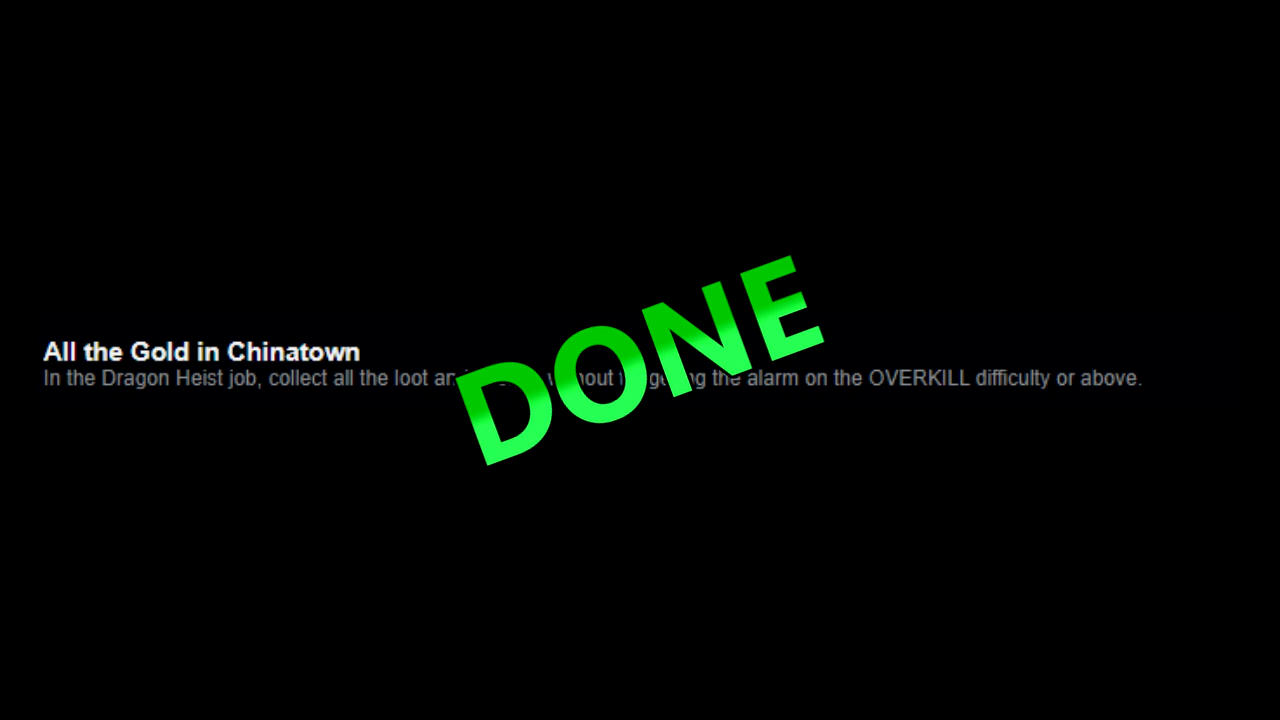 All the Gold in Chinatown
In the Dragon Heist job, collect all the loot the alarm on the OVERKILL difficulty or above.
DONE